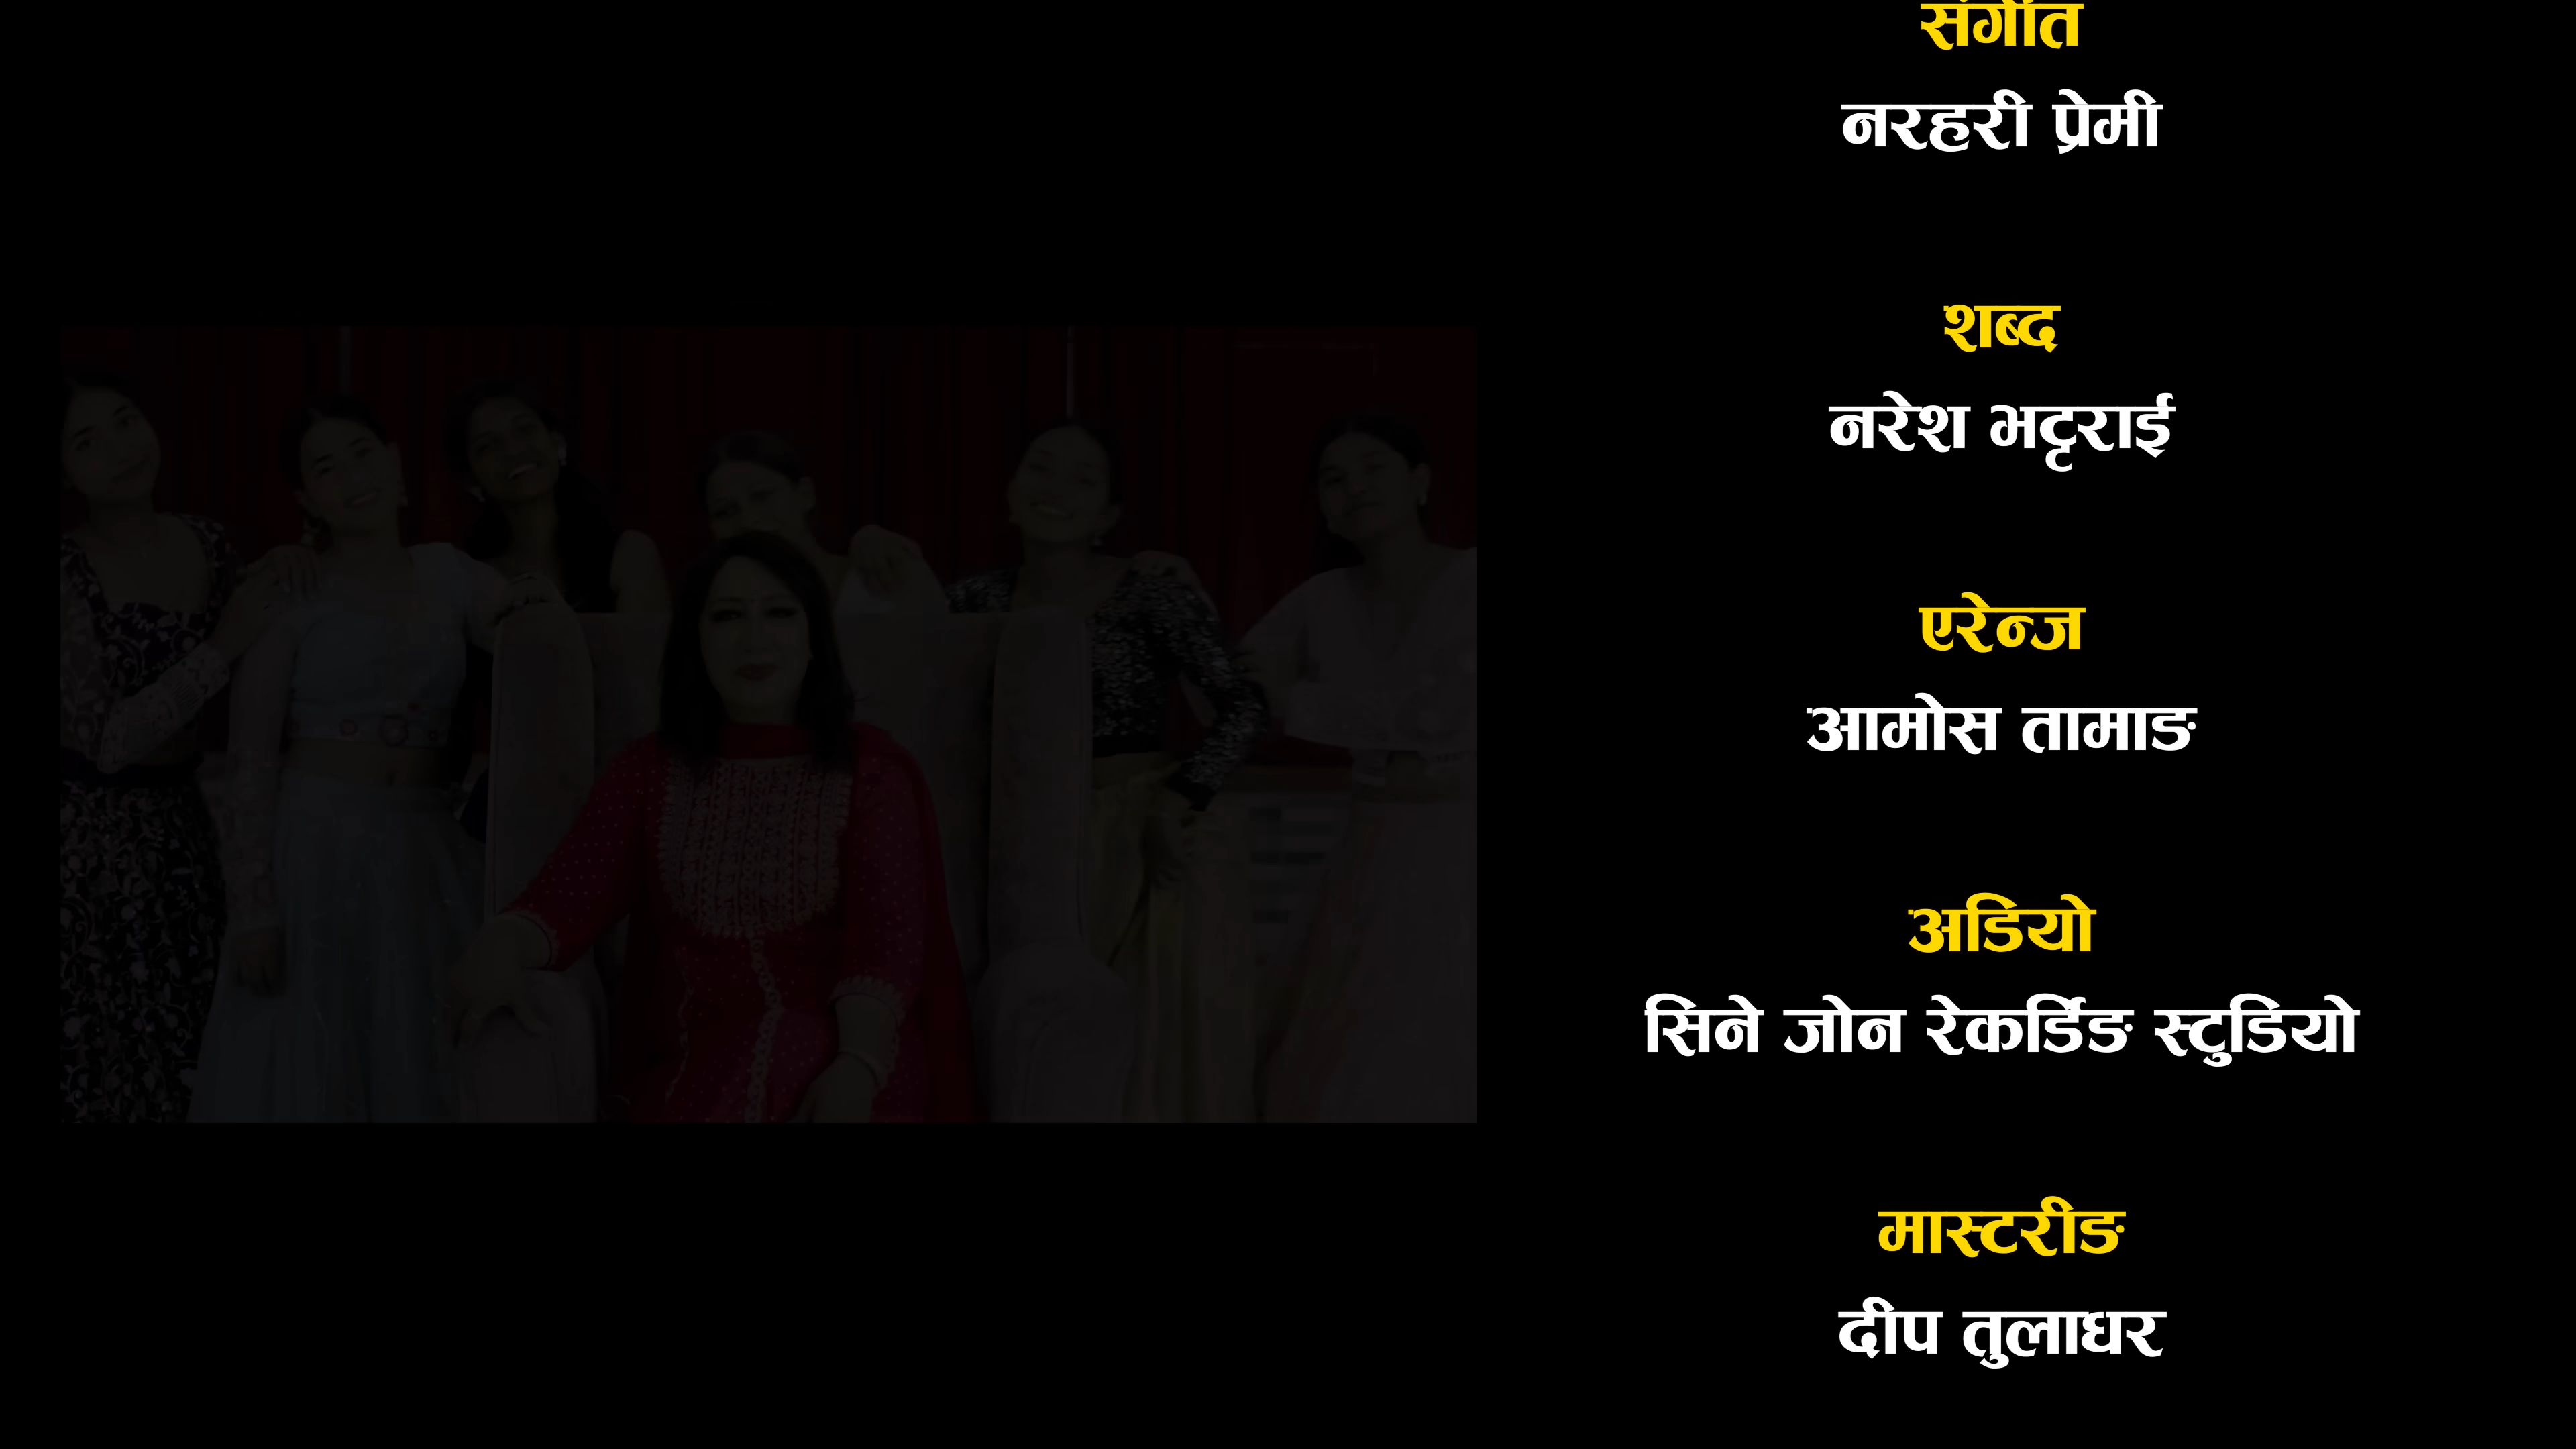 संगीत
नरहरी प्रेमी
शब्द
नरेश भट्टराई
एरेन्ज
आमोस तामाङ
अडियो
सिने जोन रेकर्डिङ स्टुडियो
मास्टरीङ
दीप तुलाधर